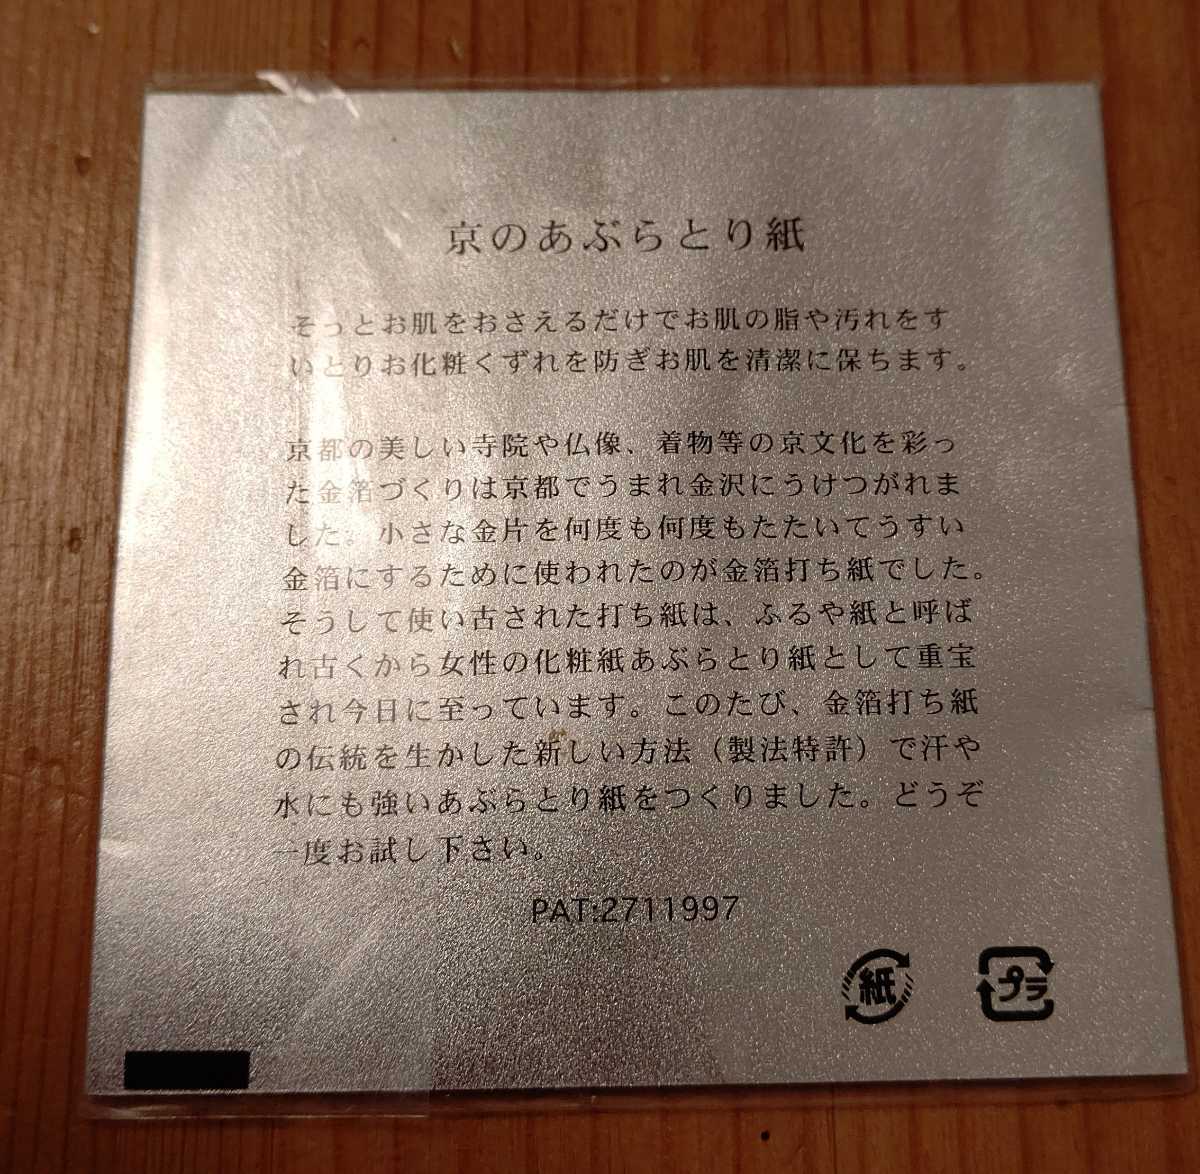 京のあぶらとり紙
そっとお肌をおさえるだけでお肌の脂や汚れをす
いとりお化粧くずれを防ぎお肌を清潔に保ちます。
京都の美しい寺院や仏像、着物等の京文化を彩っ
た金箔づくりは京都でうまれ金沢にうけつがれま
した。小さな金片を何度も何度もたたいてうすい
金箔にするために使われたのが金箔打ち紙でした。
そうして使い古された打ち紙は、ふるや紙と呼ば
れ古くから女性の化粧紙あぶらとり紙として重宝
され今日に至っています。このたび、金箔打ち紙
の伝統を生かした新しい方法（製法特許）で汗や
水にも強いあぶらとり紙をつくりました。どうぞ
一度お試し下さい。
PAT:2711997
紙 プラ